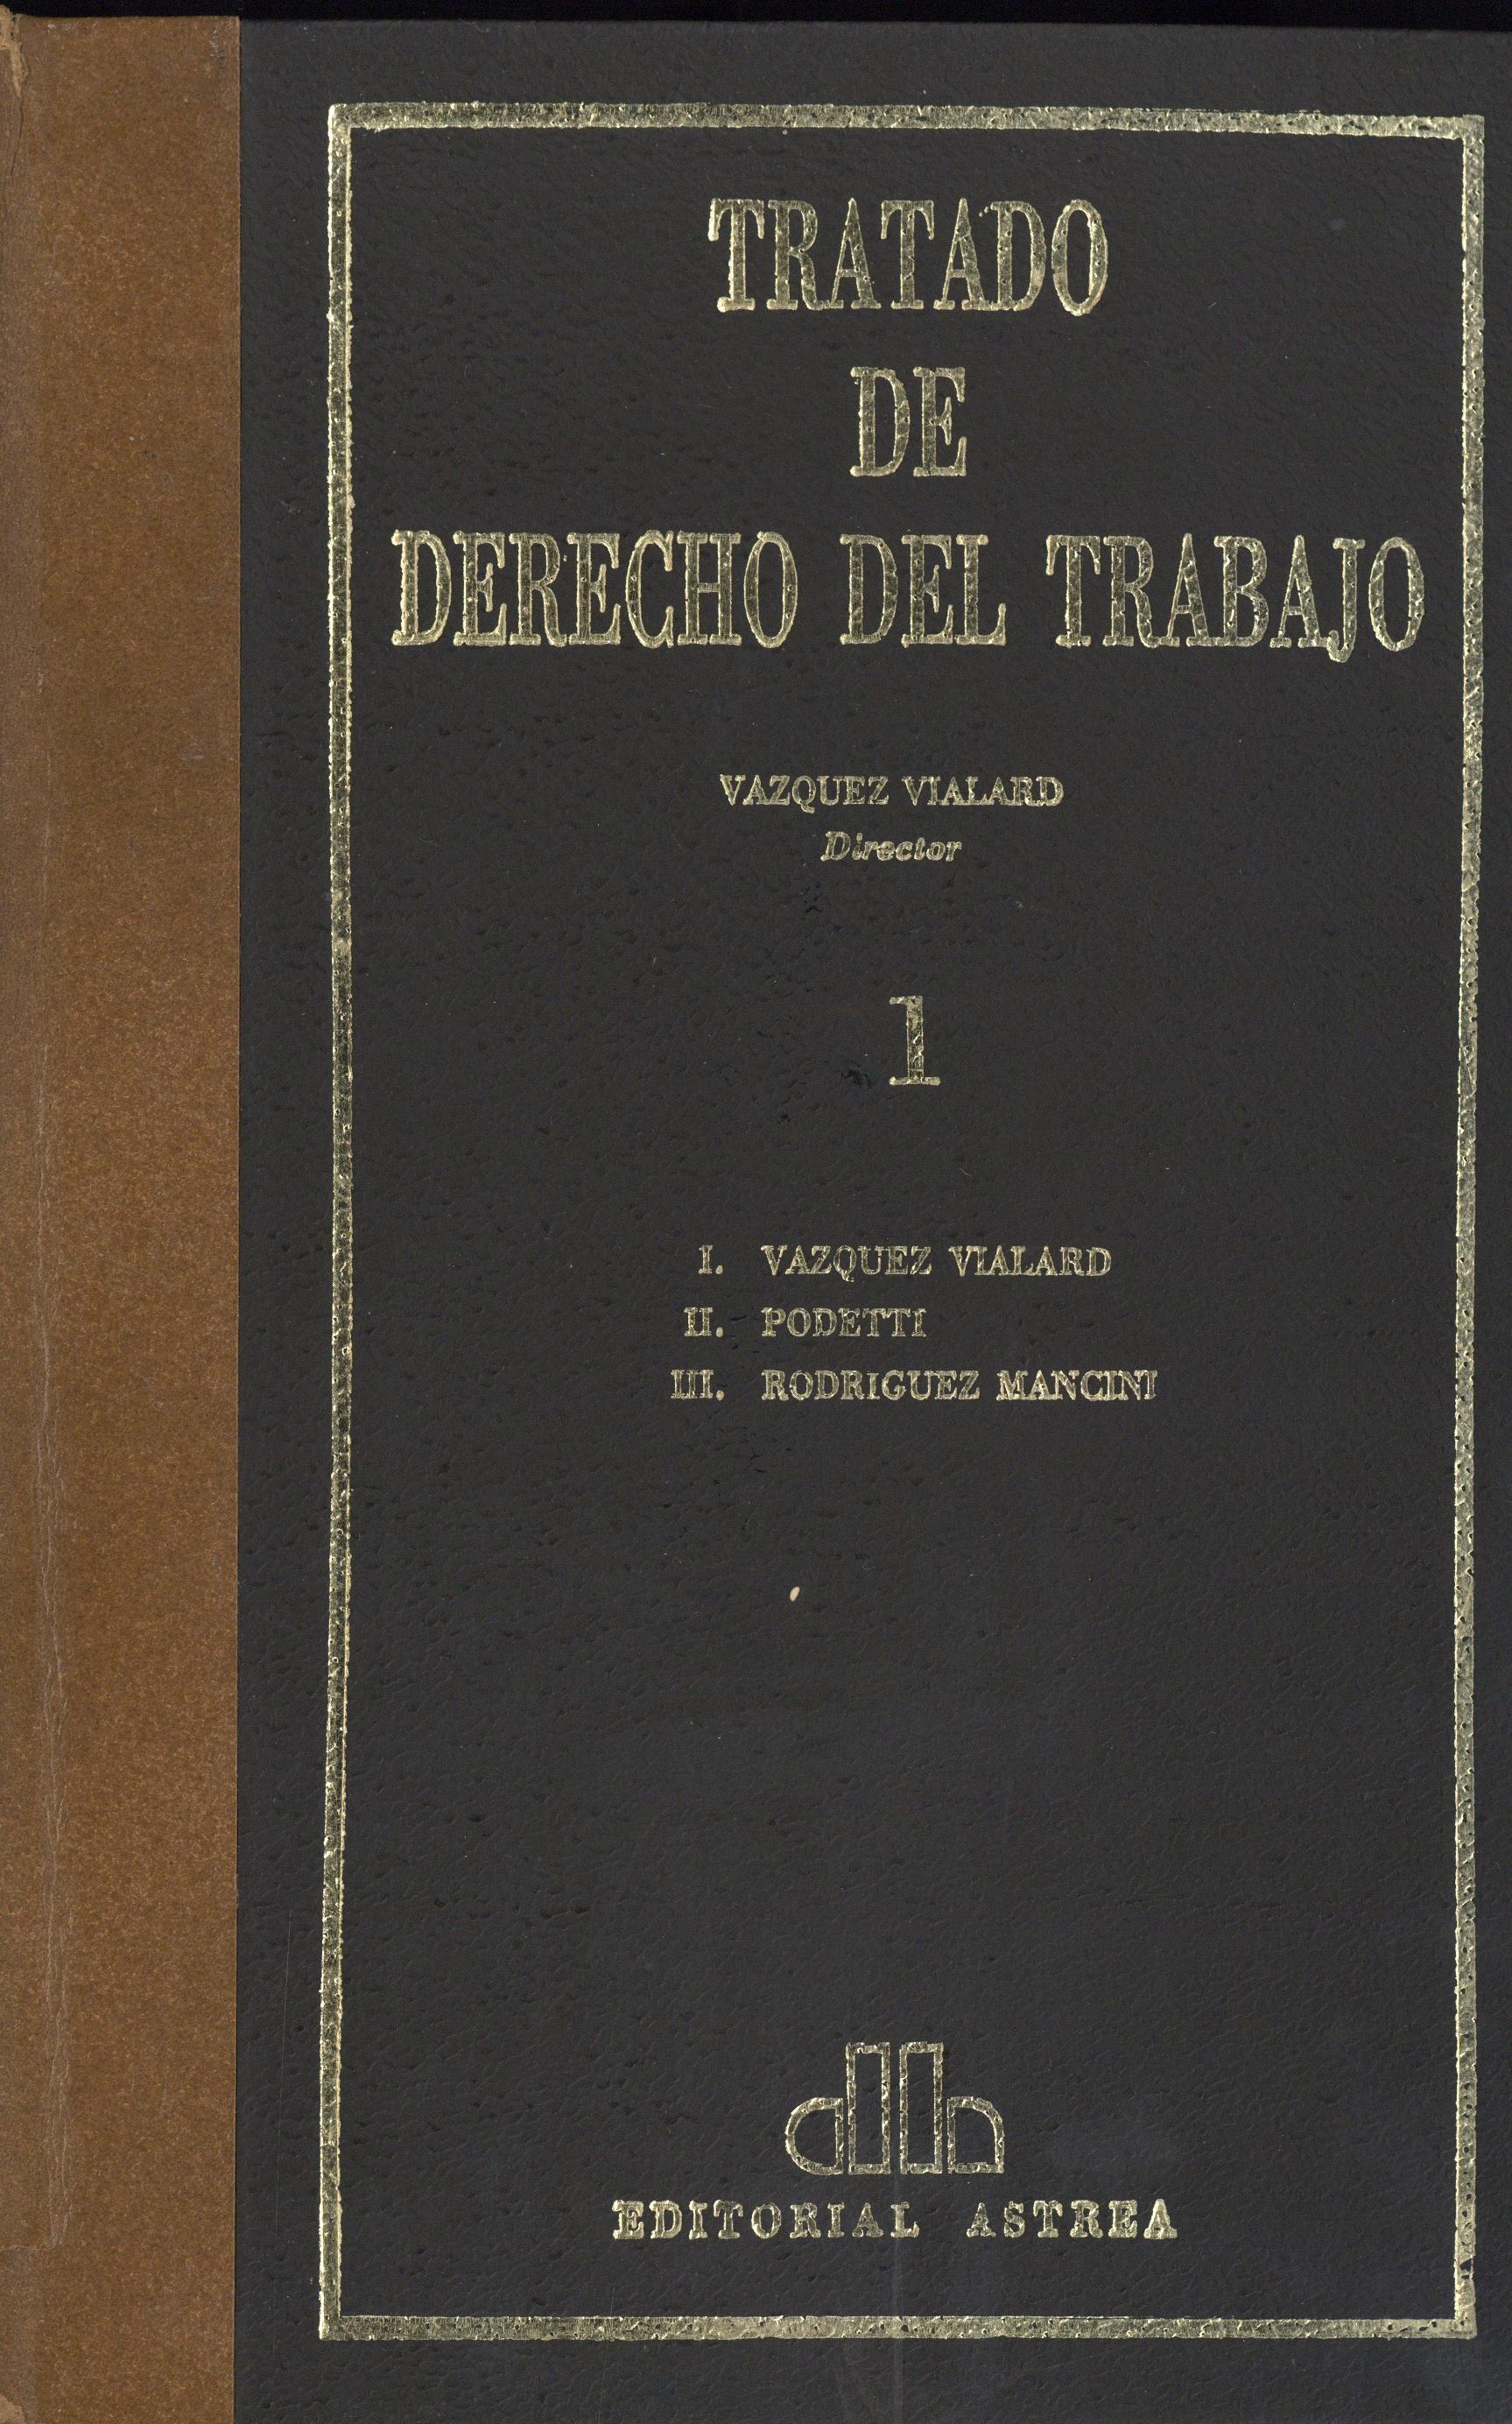 TRATADO
DE
DERECHO DEL TRABAJO
VAZQUEZ VIALARD
Director
1
I. VAZQUEZ VIALARD
II. PODETTI
III. RODRIGUEZ MANCINI
EDITORIAL ASTREA